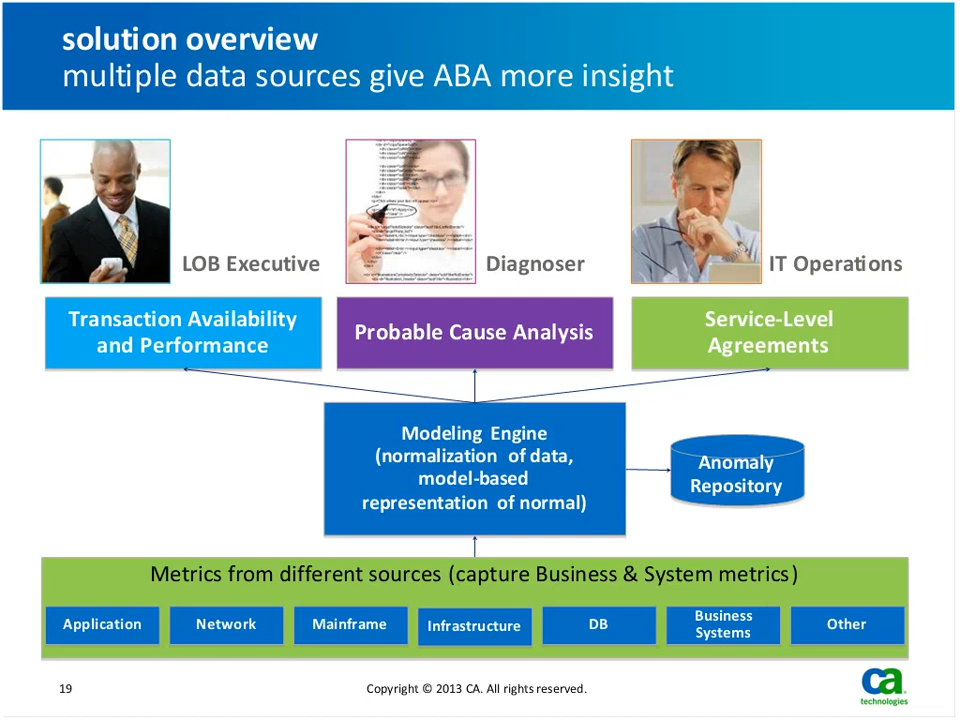 solution overview
multiple data sources give ABA more insight
LOB Executive
Diagnoser
IT Operations
Transaction Availability
and Performance
Probable Cause Analysis
Service-Level
Agreements
Modeling Engine
(normalization of data,
model-based
representation of normal)
Anomaly
Repository
Metrics from different sources (capture Business & System metrics)
Application
Network
Mainframe
Infrastructure
DB
Business
Systems
Other
19
Copyright © 2013 CA. All rights reserved.
ca
technologies